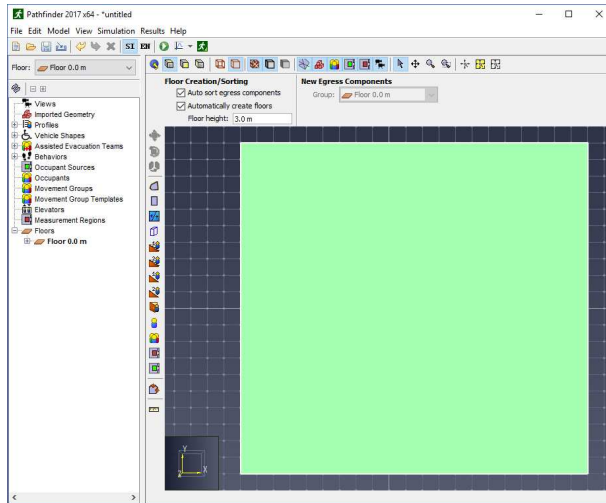 Pathfinder 2017 x64 - *untitled
File Edit Model View Simulation Results Help
SI EN
Floor: Floor 0.0 m
Floor Creation/Sorting
Auto sort egress components
Automatically create floors
Floor height: 3.0 m
New Egress Components
Group: Floor 0.0 m
Views
Imported Geometry
Profiles
Vehicle Shapes
Assisted Evacuation Teams
Behaviors
Occupant Sources
Occupants
Movement Groups
Movement Group Templates
Elevators
Measurement Regions
Floors
Floor 0.0 m
Y
Z X